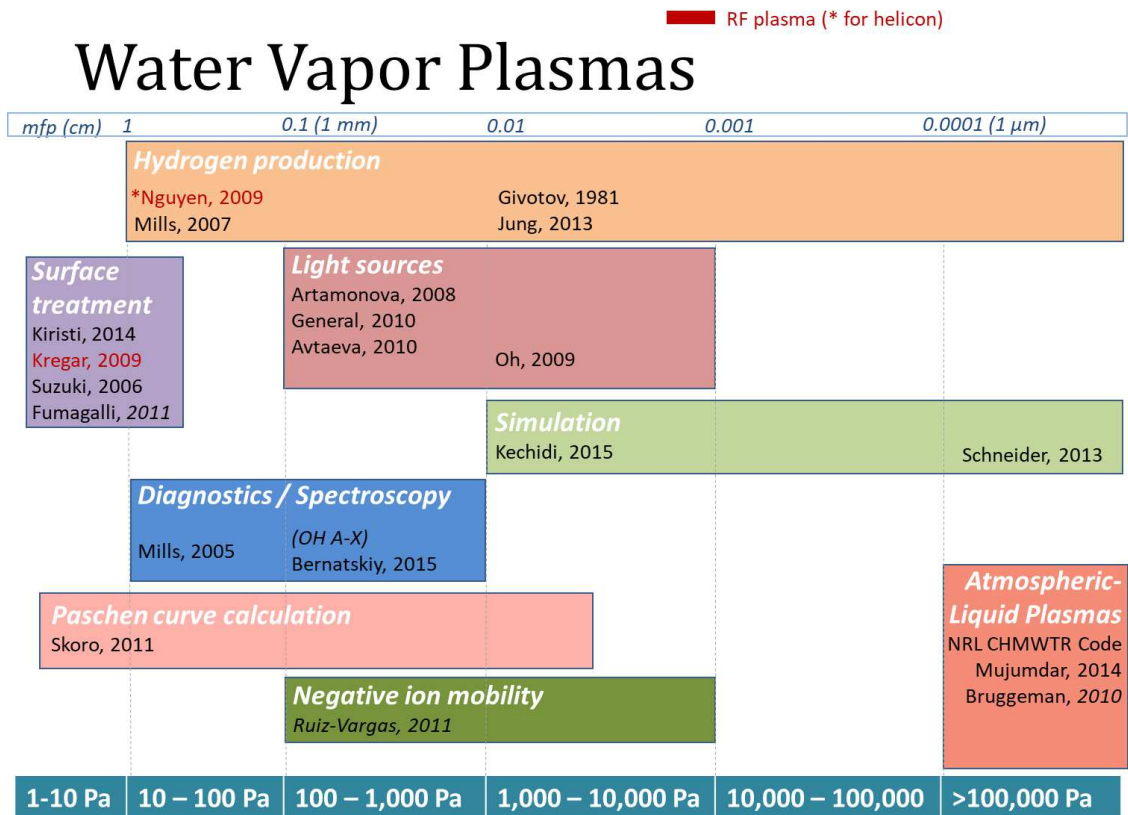 RF plasma (* for helicon)
Water Vapor Plasmas
mfp (cm) 1 0.1 (1 mm) 0.01 0.001 0.0001 (1 µm)
Hydrogen production
*Nguyen, 2009 Givotov, 1981
Mills, 2007 Jung, 2013
Surface
treatment
Kiristi, 2014
Kregar, 2009
Suzuki, 2006
Fumagalli, 2011
Light sources
Artamonova, 2008
General, 2010
Avtaeva, 2010 Oh, 2009
Simulation
Kechidi, 2015 Schneider, 2013
Diagnostics / Spectroscopy
(OH A-X)
Mills, 2005 Bernatskiy, 2015
Paschen curve calculation
Skoro, 2011
Atmospheric-
Liquid Plasmas
NRL CHMWTR Code
Mujumdar, 2014
Bruggeman, 2010
Negative ion mobility
Ruiz-Vargas, 2011
1-10 Pa 10 – 100 Pa 100 – 1,000 Pa 1,000 – 10,000 Pa 10,000 – 100,000 >100,000 Pa